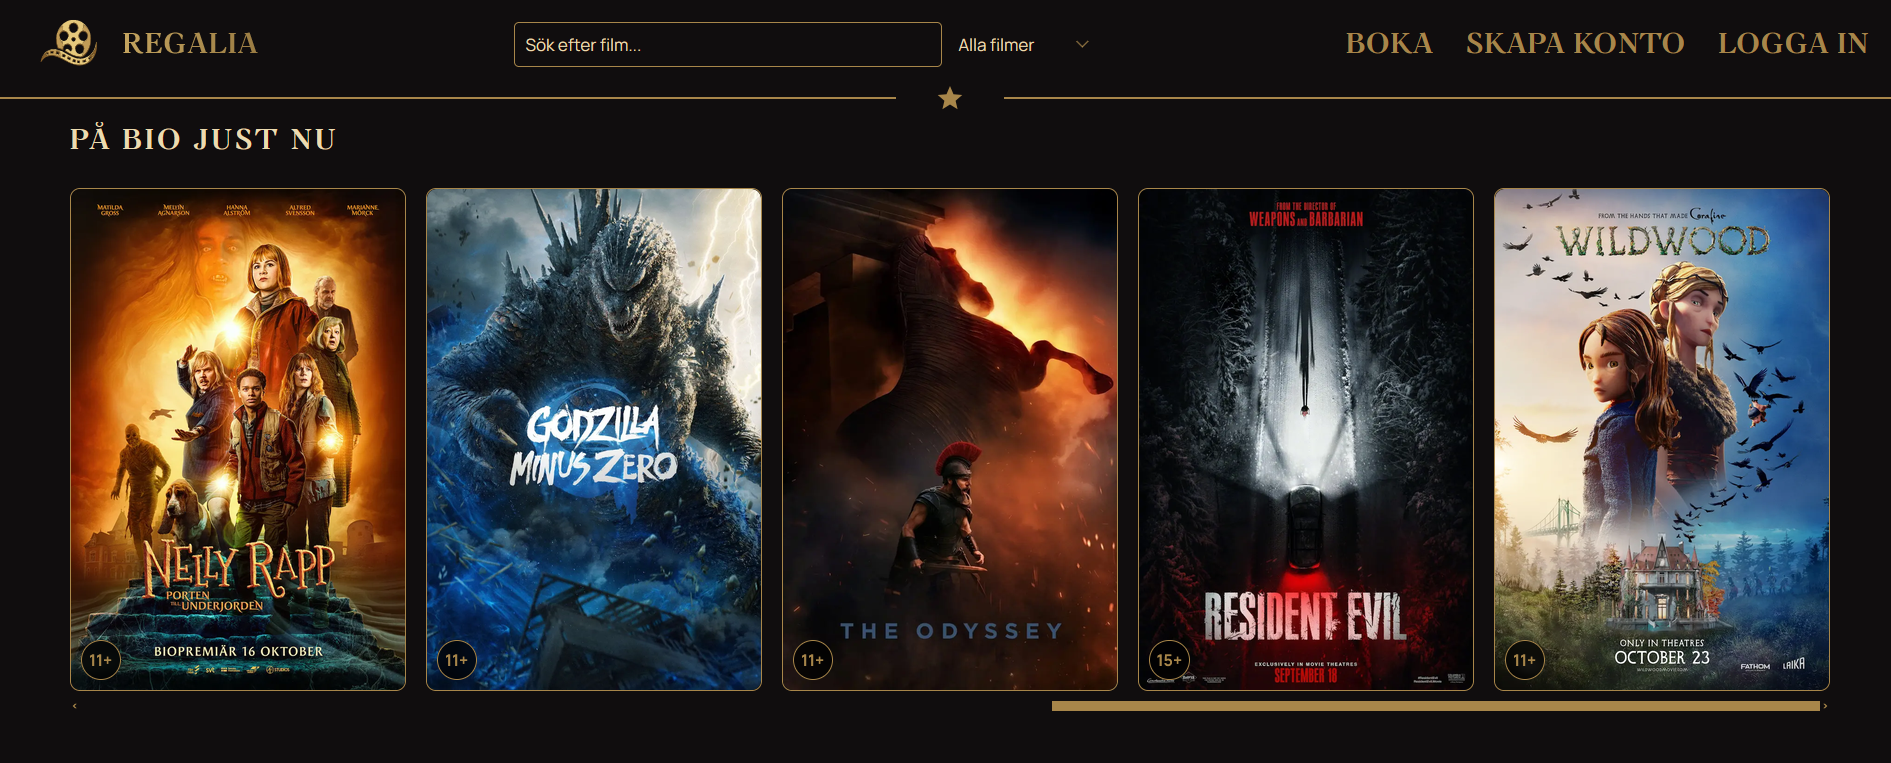 REGALIA
Sök efter film...
Alla filmer
BOKA
SKAPA KONTO
LOGGA IN
PÅ BIO JUST NU
MATILDA GROSS
MELVIN AGNARSON
HANNA ALSTRÖM
ALFRED SVENSSON
MARIANNE MÖRCK
NELLY RAPP
PORTEN
TILL UNDERJORDEN
BIOPREMIÄR 16 OKTOBER
SVT
11+
GODZILLA
MINUS ZERO
11+
THE ODYSSEY
11+
FROM THE DIRECTOR OF
WEAPONS AND BARBARIAN
RESIDENT EVIL
EXCLUSIVELY IN MOVIE THEATRES
SEPTEMBER 18
15+
FROM THE HANDS THAT MADE Coraline
WILDWOOD
ONLY IN THEATRES
OCTOBER 23
FATHOM
LAIKA
11+